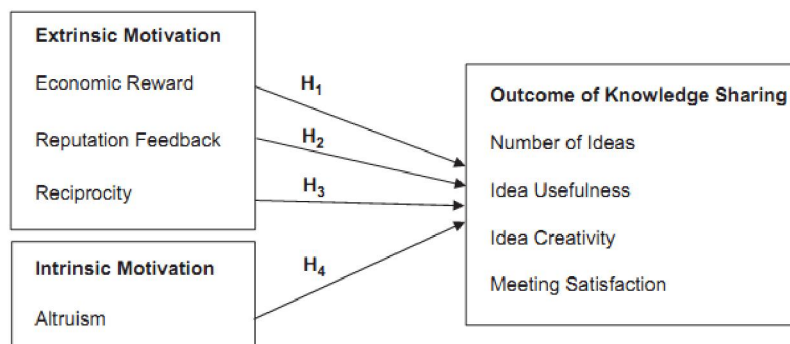 Extrinsic Motivation
Economic Reward
Reputation Feedback
Reciprocity
Intrinsic Motivation
Altruism
H1
H2
H3
H4
Outcome of Knowledge Sharing
Number of Ideas
Idea Usefulness
Idea Creativity
Meeting Satisfaction